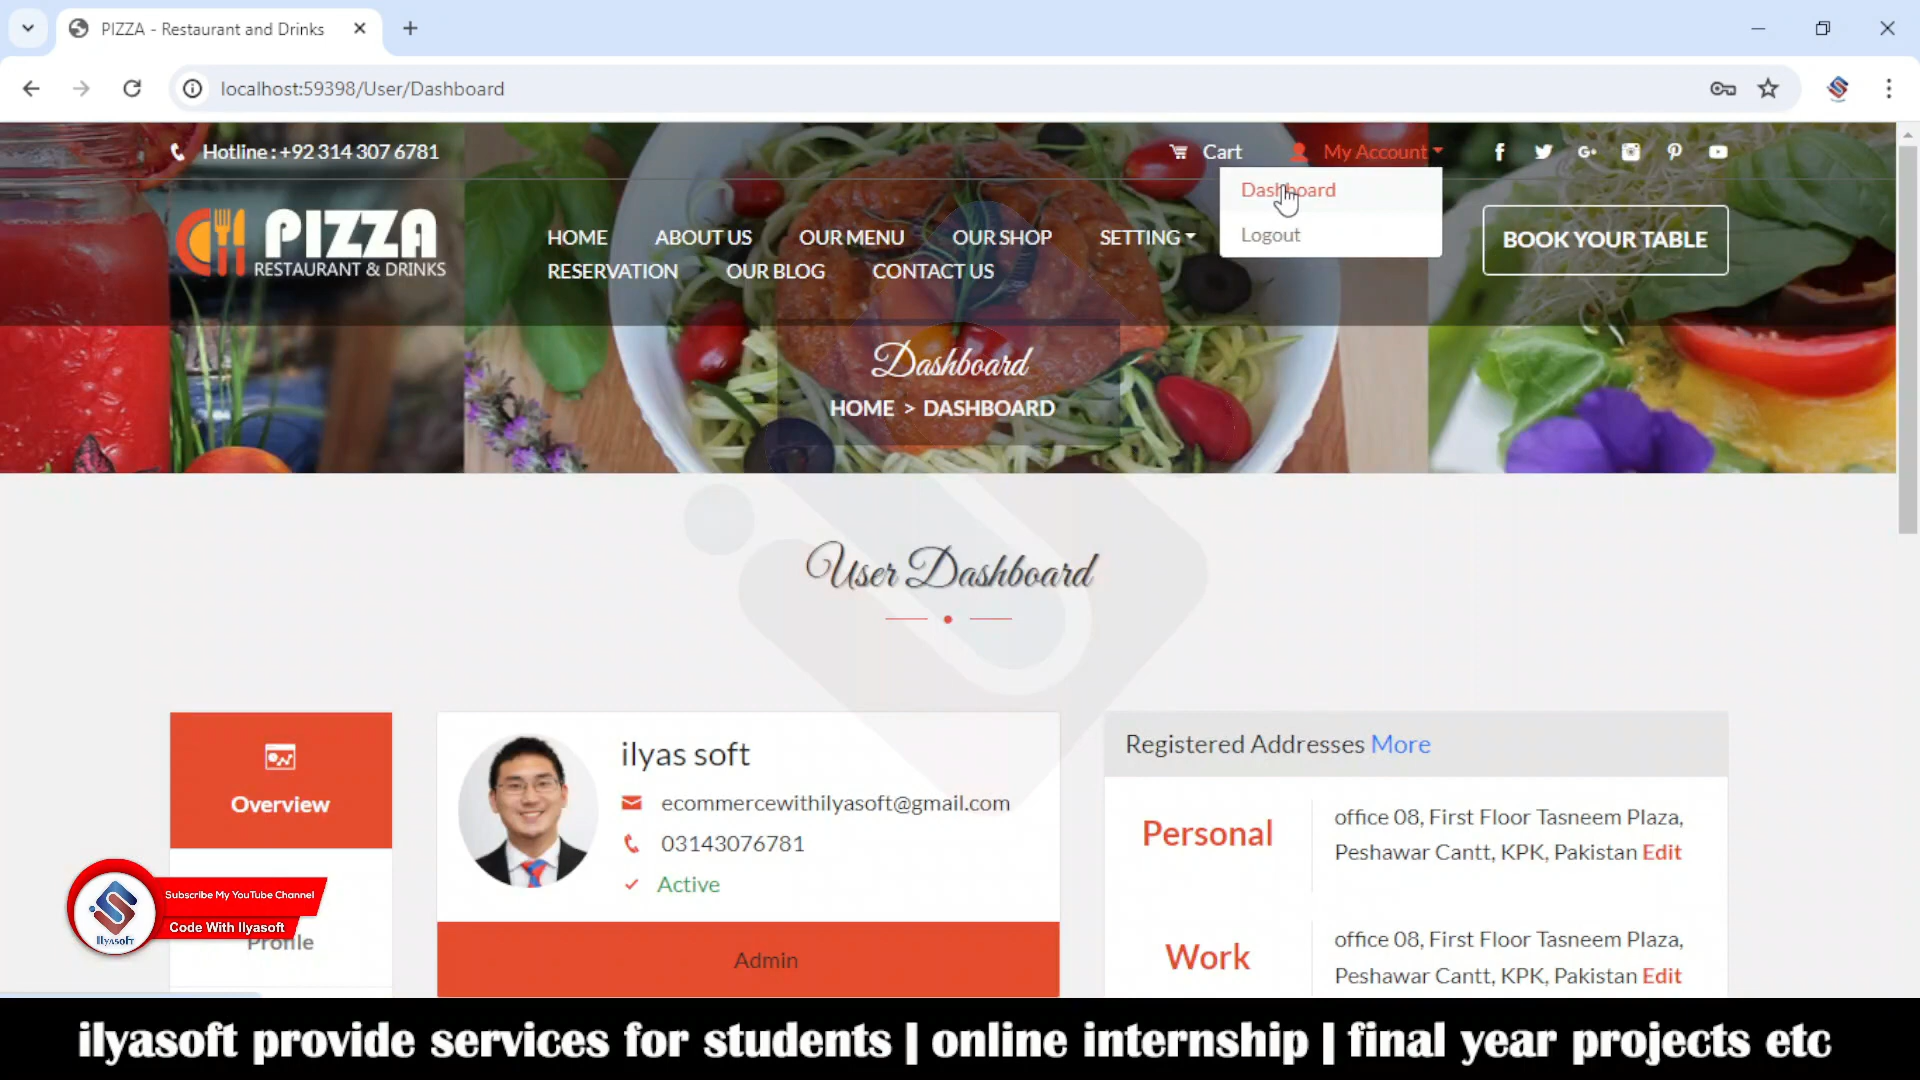 PIZZA - Restaurant and Drinks
localhost:59398/User/Dashboard
Hotline : +92 314 307 6781
Cart
My Account
Dashboard
Logout
PIZZA
RESTAURANT & DRINKS
HOME
ABOUT US
OUR MENU
OUR SHOP
SETTING
RESERVATION
OUR BLOG
CONTACT US
BOOK YOUR TABLE
Dashboard
HOME > DASHBOARD
User Dashboard
Overview
Profile
ilyas soft
ecommercewithilyasoft@gmail.com
03143076781
Active
Admin
Registered Addresses More
Personal
office 08, First Floor Tasneem Plaza,
Peshawar Cantt, KPK, Pakistan Edit
Work
office 08, First Floor Tasneem Plaza,
Peshawar Cantt, KPK, Pakistan Edit
Subscribe My YouTube Channel
Code With Ilyasoft
Ilyasoft
ilyasoft provide services for students | online internship | final year projects etc